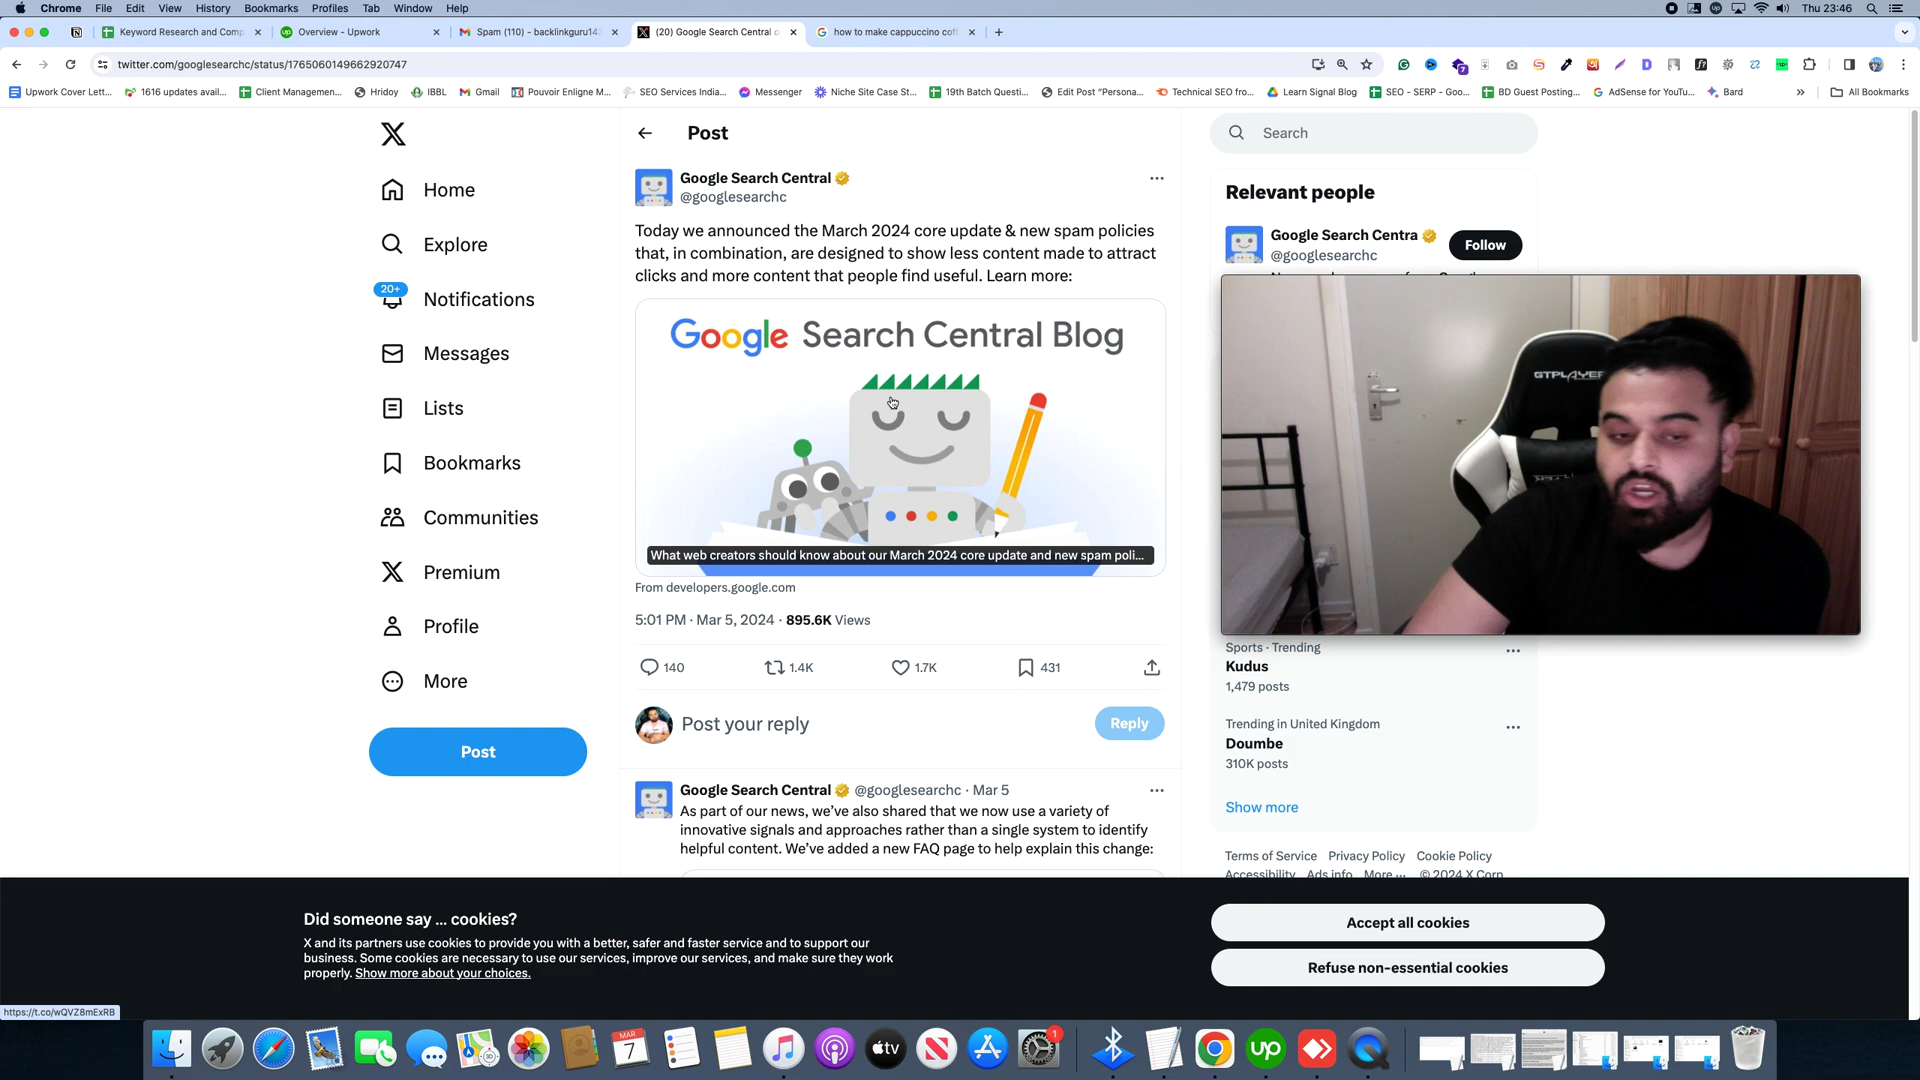 Chrome File Edit View History Bookmarks Profiles Tab Window Help
Thu 23:46
Keyword Research and Comp
Overview - Upwork
Spam (110) - backlinkguru14
(20) Google Search Central o
how to make cappuccino cof
twitter.com/googlesearchc/status/1765060149662920747
Upwork Cover Lett...
1616 updates avail...
Client Managemen...
Hridoy
IBBL
Gmail
Pouvoir Enligne M...
SEO Services India...
Messenger
Niche Site Case St...
19th Batch Questi...
Edit Post "Persona...
Technical SEO fro...
Learn Signal Blog
SEO - SERP - Goo...
BD Guest Posting...
AdSense for YouTu...
Bard
All Bookmarks
Home
Explore
20+
Notifications
Messages
Lists
Bookmarks
Communities
Premium
Profile
More
Post
Post
Google Search Central
@googlesearchc
Today we announced the March 2024 core update & new spam policies
that, in combination, are designed to show less content made to attract
clicks and more content that people find useful. Learn more:
Google Search Central Blog
What web creators should know about our March 2024 core update and new spam poli...
From developers.google.com
5:01 PM · Mar 5, 2024 · 895.6K Views
140
1.4K
1.7K
431
Post your reply
Reply
Google Search Central @googlesearchc · Mar 5
As part of our news, we've also shared that we now use a variety of
innovative signals and approaches rather than a single system to identify
helpful content. We've added a new FAQ page to help explain this change:
Search
Relevant people
Google Search Centra
@googlesearchc
Follow
GTPLAYER
Sports · Trending
Kudus
1,479 posts
Trending in United Kingdom
Doumbe
310K posts
Show more
Terms of Service Privacy Policy Cookie Policy
Accessibility Ads info More ... © 2024 X Corp
Did someone say … cookies?
X and its partners use cookies to provide you with a better, safer and faster service and to support our
business. Some cookies are necessary to use our services, improve our services, and make sure they work
properly. Show more about your choices.
Accept all cookies
Refuse non-essential cookies
https://t.co/wQVZ8mExRB
MAR
7
tv
up
1